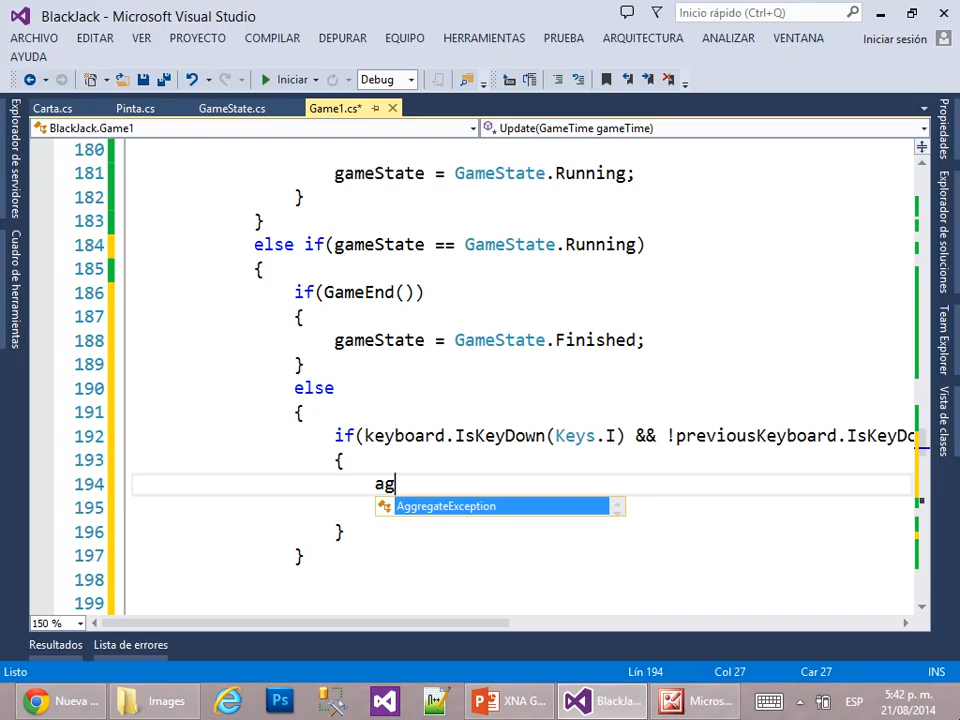 BlackJack - Microsoft Visual Studio
Inicio rápido (Ctrl+Q)
ARCHIVO EDITAR VER PROYECTO COMPILAR DEPURAR EQUIPO HERRAMIENTAS PRUEBA ARQUITECTURA ANALIZAR VENTANA Iniciar sesión
AYUDA
Iniciar Debug
Carta.cs Pinta.cs GameState.cs Game1.cs*
BlackJack.Game1 Update(GameTime gameTime)
Explorador de servidores
Cuadro de herramientas
180
181 gameState = GameState.Running;
182 }
183 }
184 else if(gameState == GameState.Running)
185 {
186 if(GameEnd())
187 {
188 gameState = GameState.Finished;
189 }
190 else
191 {
192 if(keyboard.IsKeyDown(Keys.I) && !previousKeyboard.IsKeyDo
193 {
194 ag
AggregateException
195
196 }
197 }
198
199
Propiedades
Explorador de soluciones
Team Explorer
Vista de clases
150 %
Resultados Lista de errores
Listo Lín 194 Col 27 Car 27 INS
Nueva ... Images Ps XNA G... BlackJa... Micros... ESP 5:42 p. m.
21/08/2014